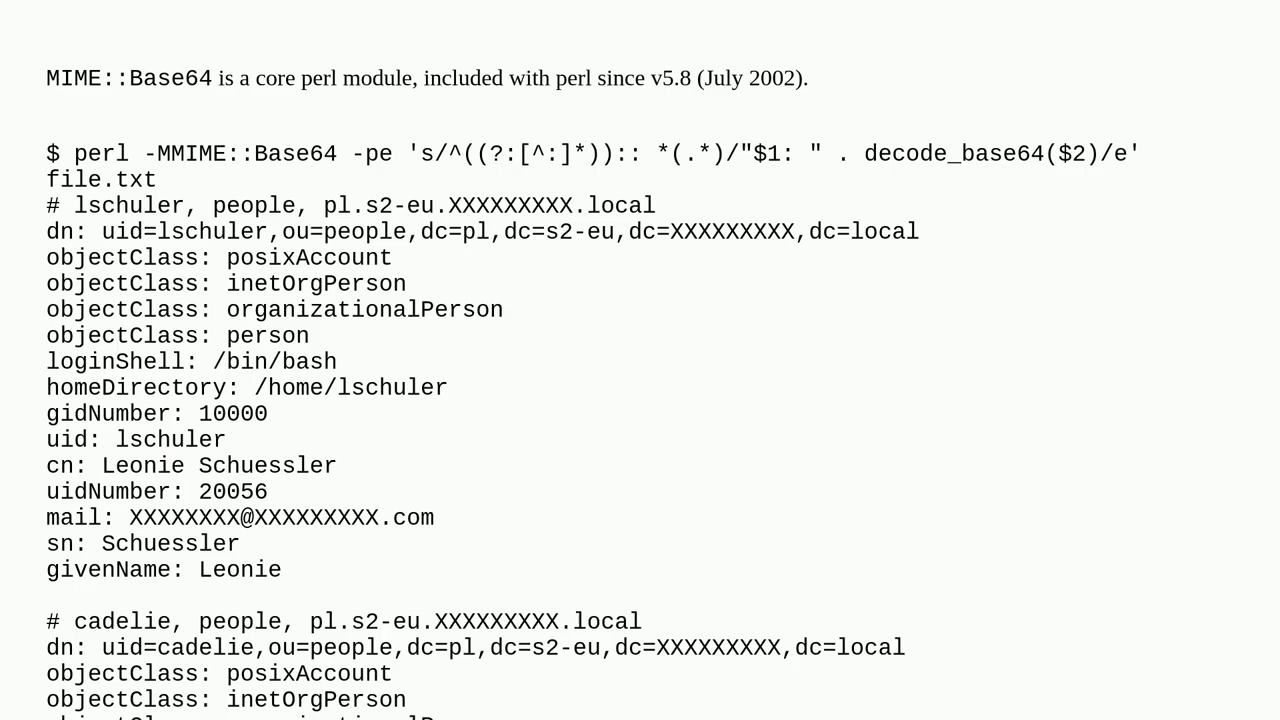 MIME::Base64 is a core perl module, included with perl since v5.8 (July 2002).
$ perl -MMIME::Base64 -pe 's/^((?:[^:]*)):: *(.*)/"$1: " . decode_base64($2)/e'
file.txt
# lschuler, people, pl.s2-eu.XXXXXXXXX.local
dn: uid=lschuler,ou=people,dc=pl,dc=s2-eu,dc=XXXXXXXXX,dc=local
objectClass: posixAccount
objectClass: inetOrgPerson
objectClass: organizationalPerson
objectClass: person
loginShell: /bin/bash
homeDirectory: /home/lschuler
gidNumber: 10000
uid: lschuler
cn: Leonie Schuessler
uidNumber: 20056
mail: XXXXXXXX@XXXXXXXXX.com
sn: Schuessler
givenName: Leonie
# cadelie, people, pl.s2-eu.XXXXXXXXX.local
dn: uid=cadelie,ou=people,dc=pl,dc=s2-eu,dc=XXXXXXXXX,dc=local
objectClass: posixAccount
objectClass: inetOrgPerson